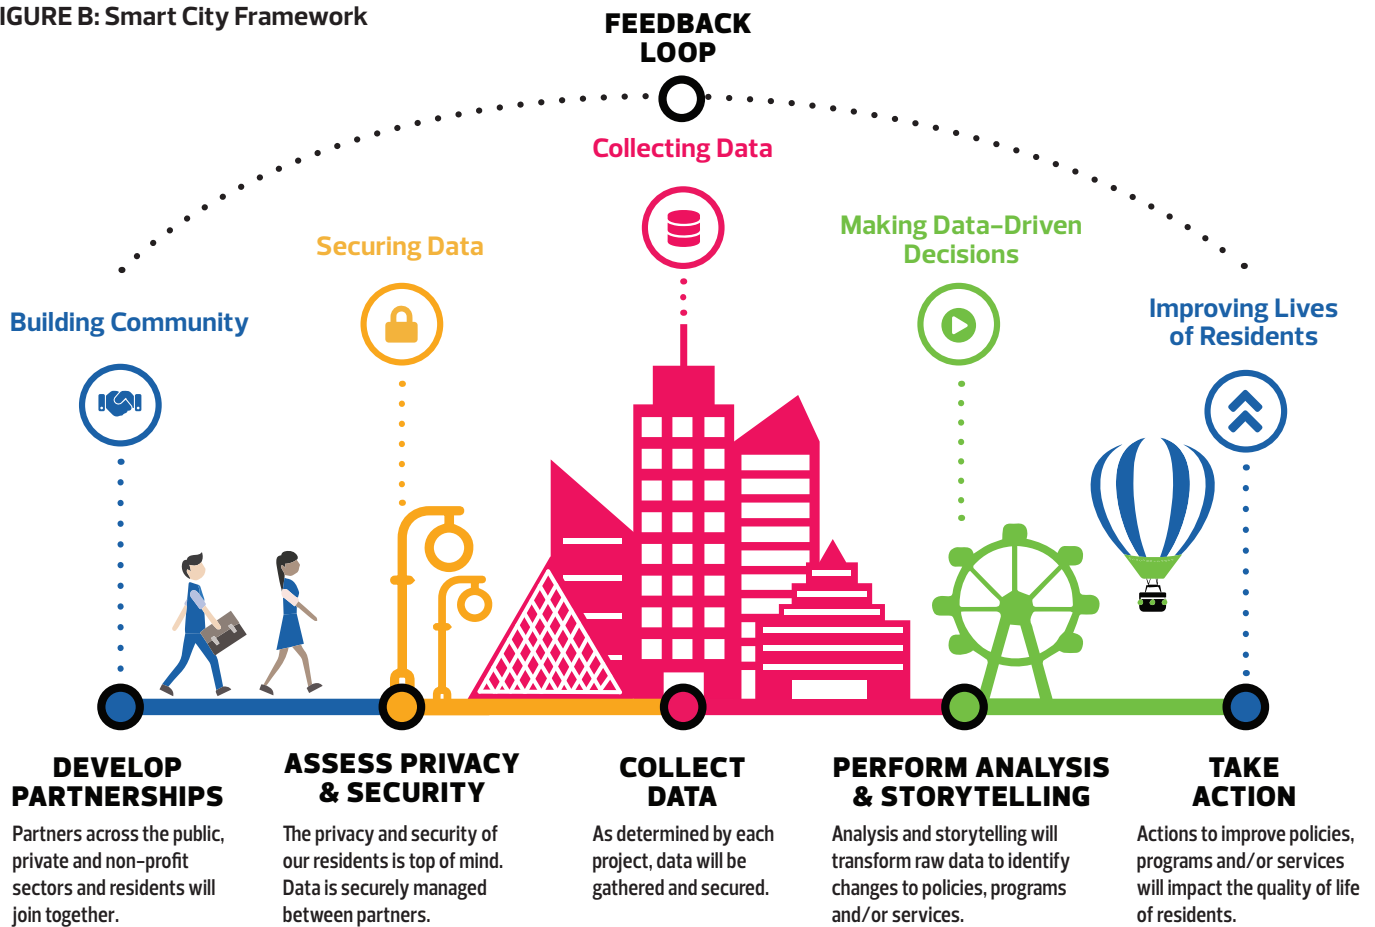 IGURE B: Smart City Framework
FEEDBACK
LOOP
Collecting Data
Making Data-Driven
Decisions
Securing Data
Improving Lives
of Residents
Building Community
DEVELOP
PARTNERSHIPS
Partners across the public,
private and non-profit
sectors and residents will
join together.
ASSESS PRIVACY
& SECURITY
The privacy and security of
our residents is top of mind.
Data is securely managed
between partners.
COLLECT
DATA
As determined by each
project, data will be
gathered and secured.
PERFORM ANALYSIS
& STORYTELLING
Analysis and storytelling will
transform raw data to identify
changes to policies, programs
and/or services.
TAKE
ACTION
Actions to improve policies,
programs and/or services
will impact the quality of life
of residents.